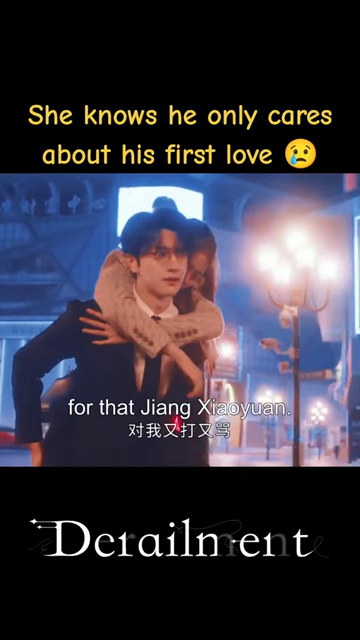 She knows he only cares
about his first love 😢
for that Jiang Xiaoyuan.
对我又打又骂
Derailment